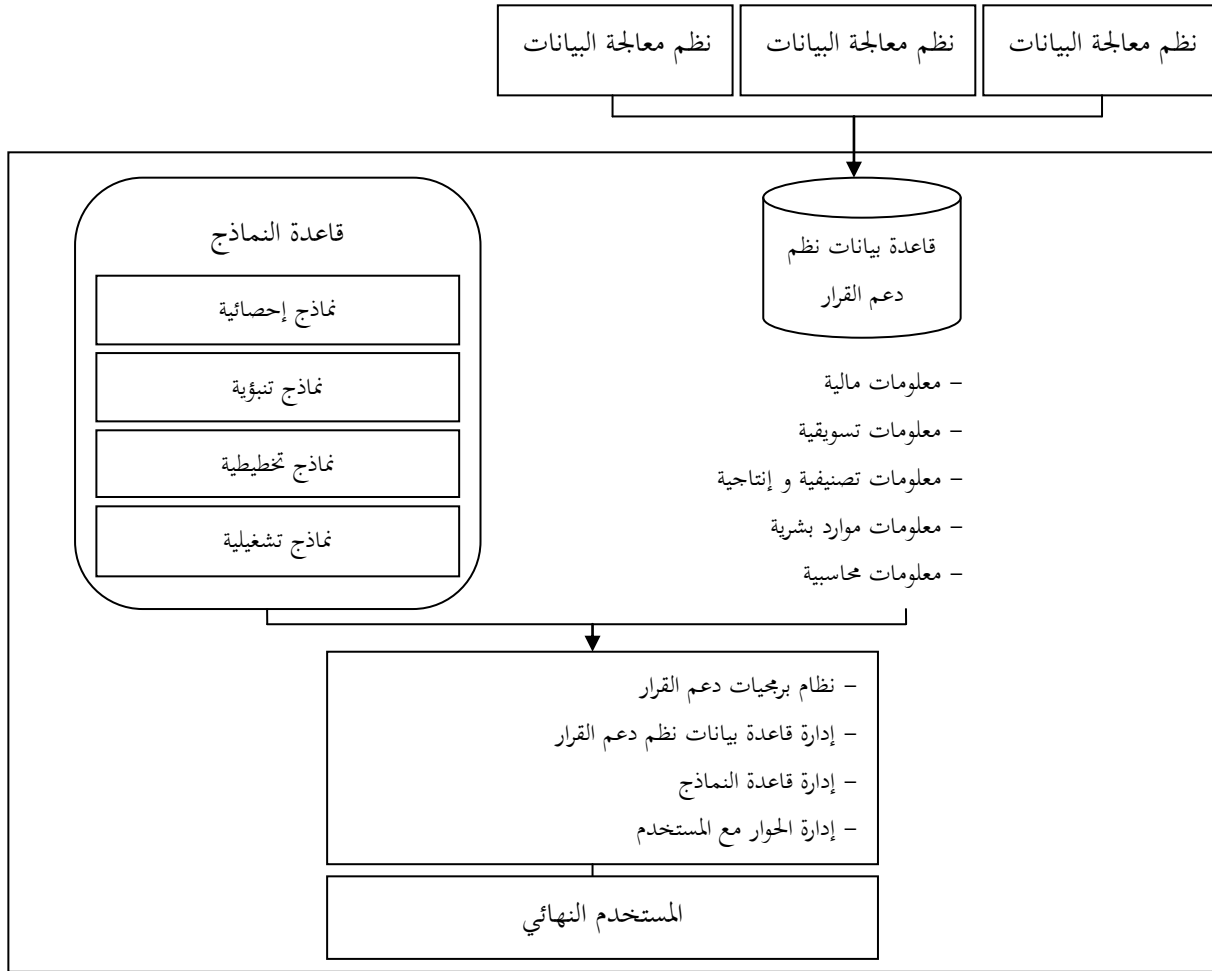 نظم معالجة البيانات
نظم معالجة البيانات
نظم معالجة البيانات
قاعدة بيانات نظم
دعم القرار
– معلومات مالية
– معلومات تسويقية
– معلومات تصنيفية و إنتاجية
– معلومات موارد بشرية
– معلومات محاسبية
قاعدة النماذج
نماذج إحصائية
نماذج تنبؤية
نماذج تخطيطية
نماذج تشغيلية
– نظام برمجيات دعم القرار
– إدارة قاعدة بيانات نظم دعم القرار
– إدارة قاعدة النماذج
– إدارة الحوار مع المستخدم
المستخدم النهائي